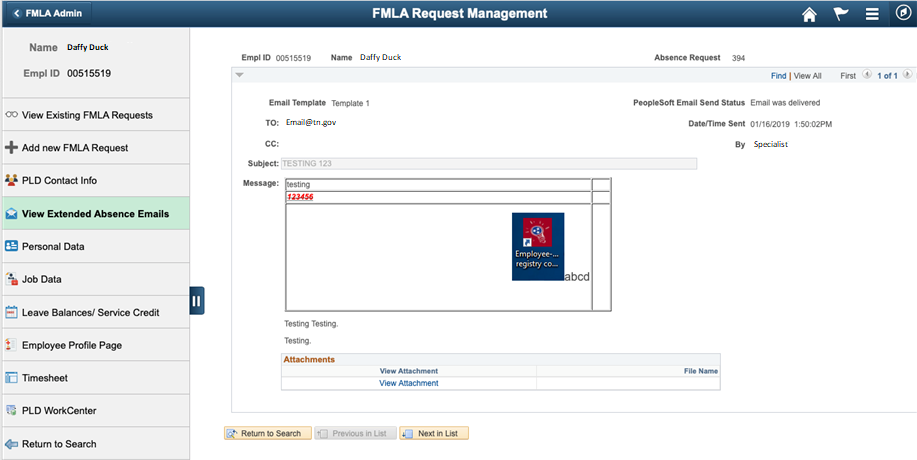 FMLA Admin
FMLA Request Management
Name Daffy Duck
Empl ID 00515519
View Existing FMLA Requests
Add new FMLA Request
PLD Contact Info
View Extended Absence Emails
Personal Data
Job Data
Leave Balances/ Service Credit
Employee Profile Page
Timesheet
PLD WorkCenter
Return to Search
Empl ID 00515519 Name Daffy Duck Absence Request 394
Find | View All First 1 of 1
Email Template Template 1 PeopleSoft Email Send Status Email was delivered
TO: Email@tn.gov Date/Time Sent 01/16/2019 1:50:02PM
CC: By Specialist
Subject: TESTING 123
Message: testing
123456
Employee-...
registry co...
abcd
Testing Testing.
Testing.
Attachments
View Attachment File Name
View Attachment
Return to Search Previous in List Next in List